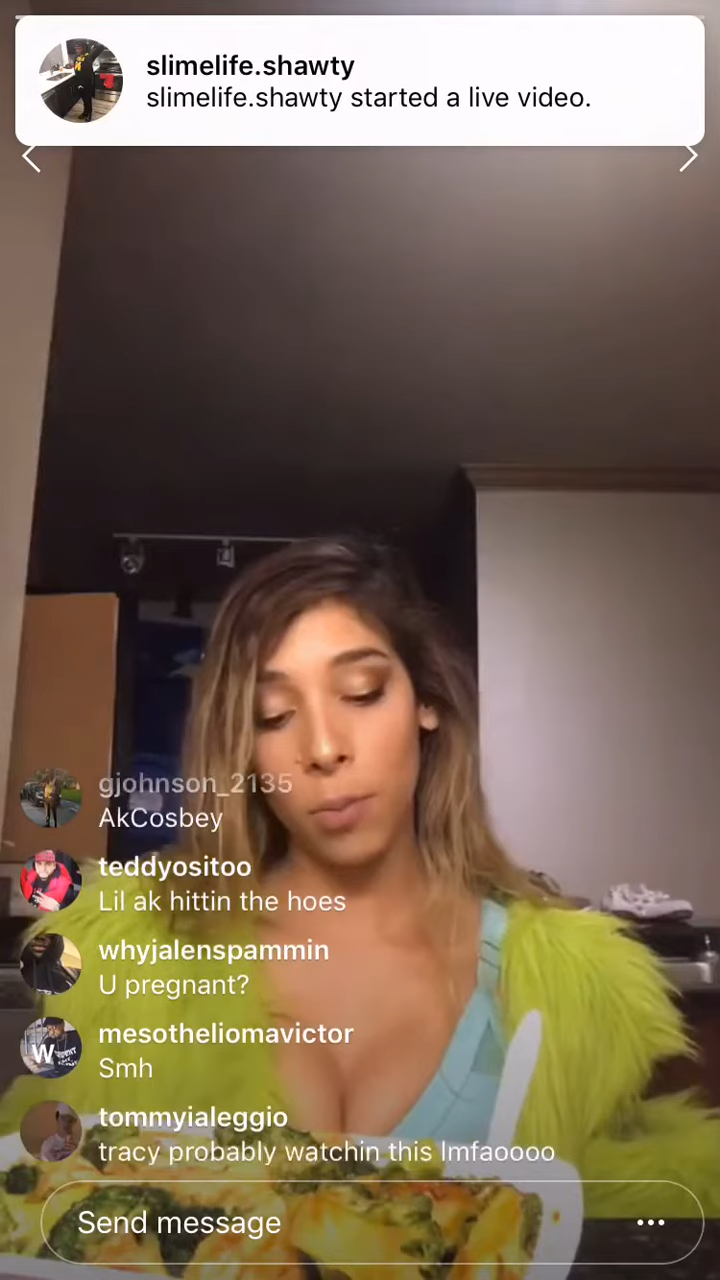 slimelife.shawty
slimelife.shawty started a live video.
gjohnson_2135
AkCosbey
teddyositoo
Lil ak hittin the hoes
whyjalenspammin
U pregnant?
mesotheliomavictor
W
Smh
tommyialeggio
tracy probably watchin this lmfaoooo
Send message